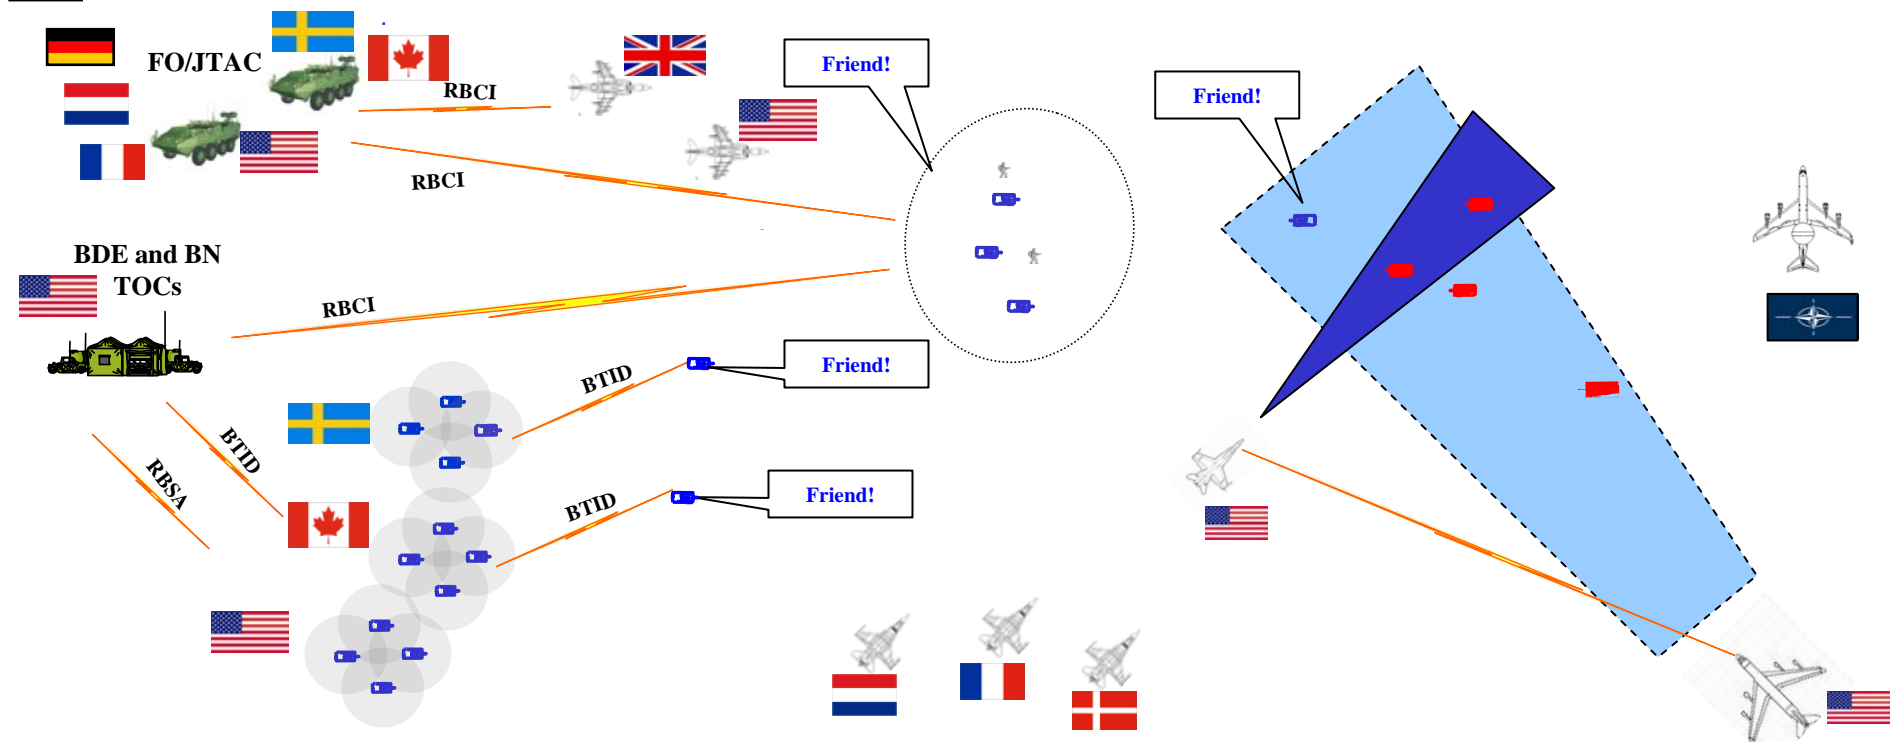 FO/JTAC
RBCI
Friend!
Friend!
RBCI
BDE and BN
TOCs
RBCI
BTID
Friend!
BTID
RBSA
BTID
Friend!